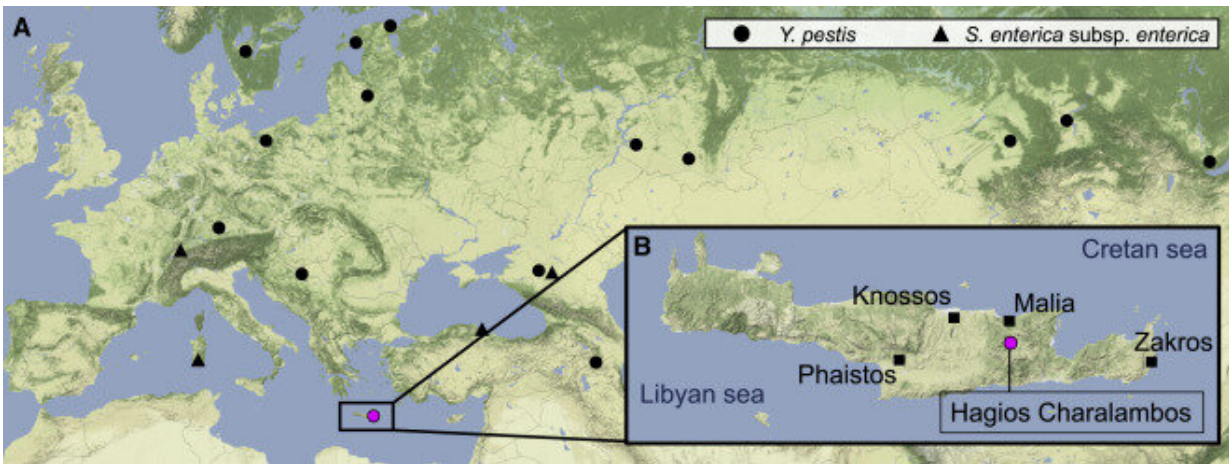 A
Y. pestis
S. enterica subsp. enterica
B
Cretan sea
Knossos
Malia
Zakros
Phaistos
Libyan sea
Hagios Charalambos